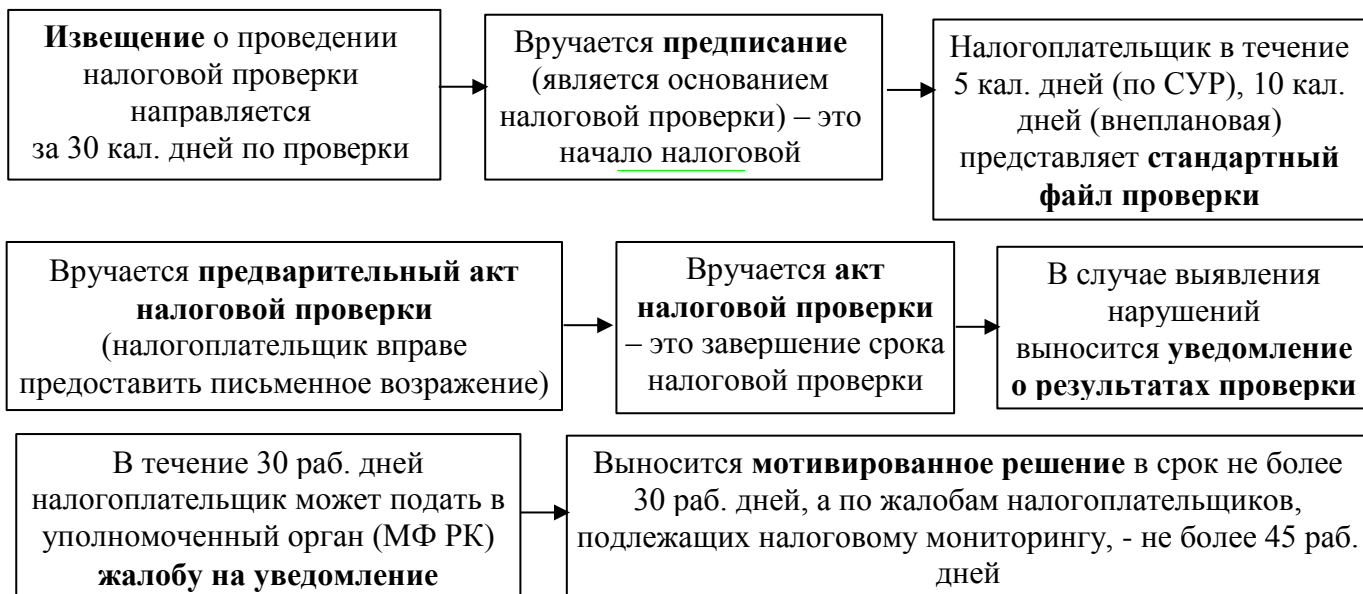 Извещение о проведении
налоговой проверки
направляется
за 30 кал. дней по проверки
Вручается предписание
(является основанием
налоговой проверки) – это
начало налоговой
Налогоплательщик в течение
5 кал. дней (по СУР), 10 кал.
дней (внеплановая)
представляет стандартный
файл проверки
Вручается предварительный акт
налоговой проверки
(налогоплательщик вправе
предоставить письменное возражение)
Вручается акт
налоговой проверки
– это завершение срока
налоговой проверки
В случае выявления
нарушений
выносится уведомление
о результатах проверки
В течение 30 раб. дней
налогоплательщик может подать в
уполномоченный орган (МФ РК)
жалобу на уведомление
Выносится мотивированное решение в срок не более
30 раб. дней, а по жалобам налогоплательщиков,
подлежащих налоговому мониторингу, - не более 45 раб.
дней